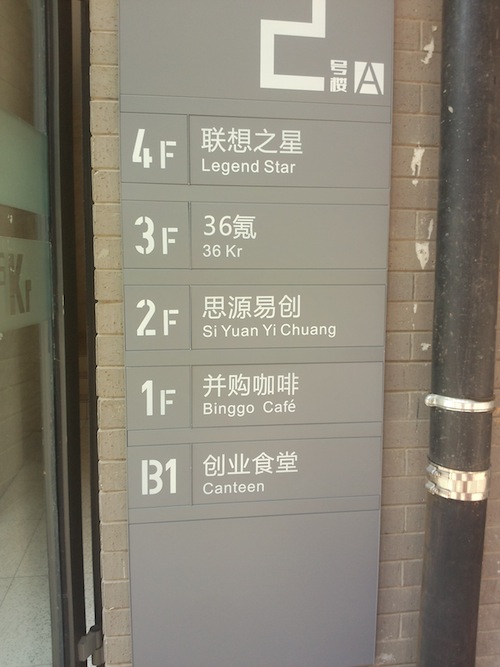 2号楼 A
4F 联想之星
Legend Star
3F 36氪
36 Kr
2F 思源易创
Si Yuan Yi Chuang
1F 并购咖啡
Binggo Café
B1 创业食堂
Canteen
Kr